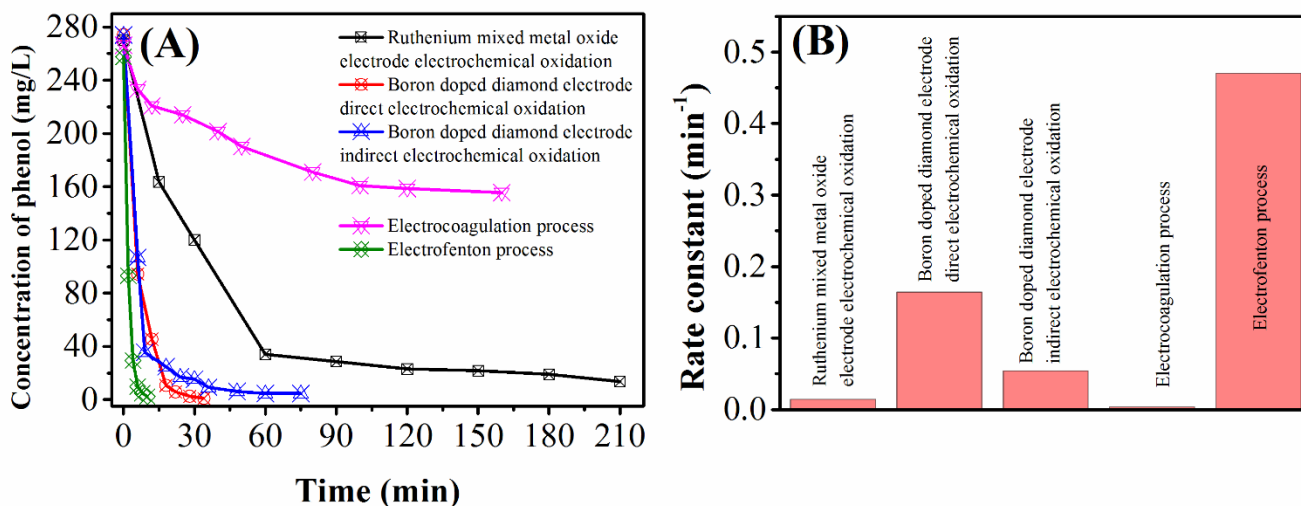 (A)
Concentration of phenol (mg/L)
280
240
200
160
120
80
40
0
Ruthenium mixed metal oxide
electrode electrochemical oxidation
Boron doped diamond electrode
direct electrochemical oxidation
Boron doped diamond electrode
indirect electrochemical oxidation
Electrocoagulation process
Electrofenton process
0 30 60 90 120 150 180 210
Time (min)
(B)
Rate constant (min⁻¹)
0.5
0.4
0.3
0.2
0.1
0.0
Ruthenium mixed metal oxide
electrode electrochemical oxidation
Boron doped diamond electrode
direct electrochemical oxidation
Boron doped diamond electrode
indirect electrochemical oxidation
Electrocoagulation process
Electrofenton process